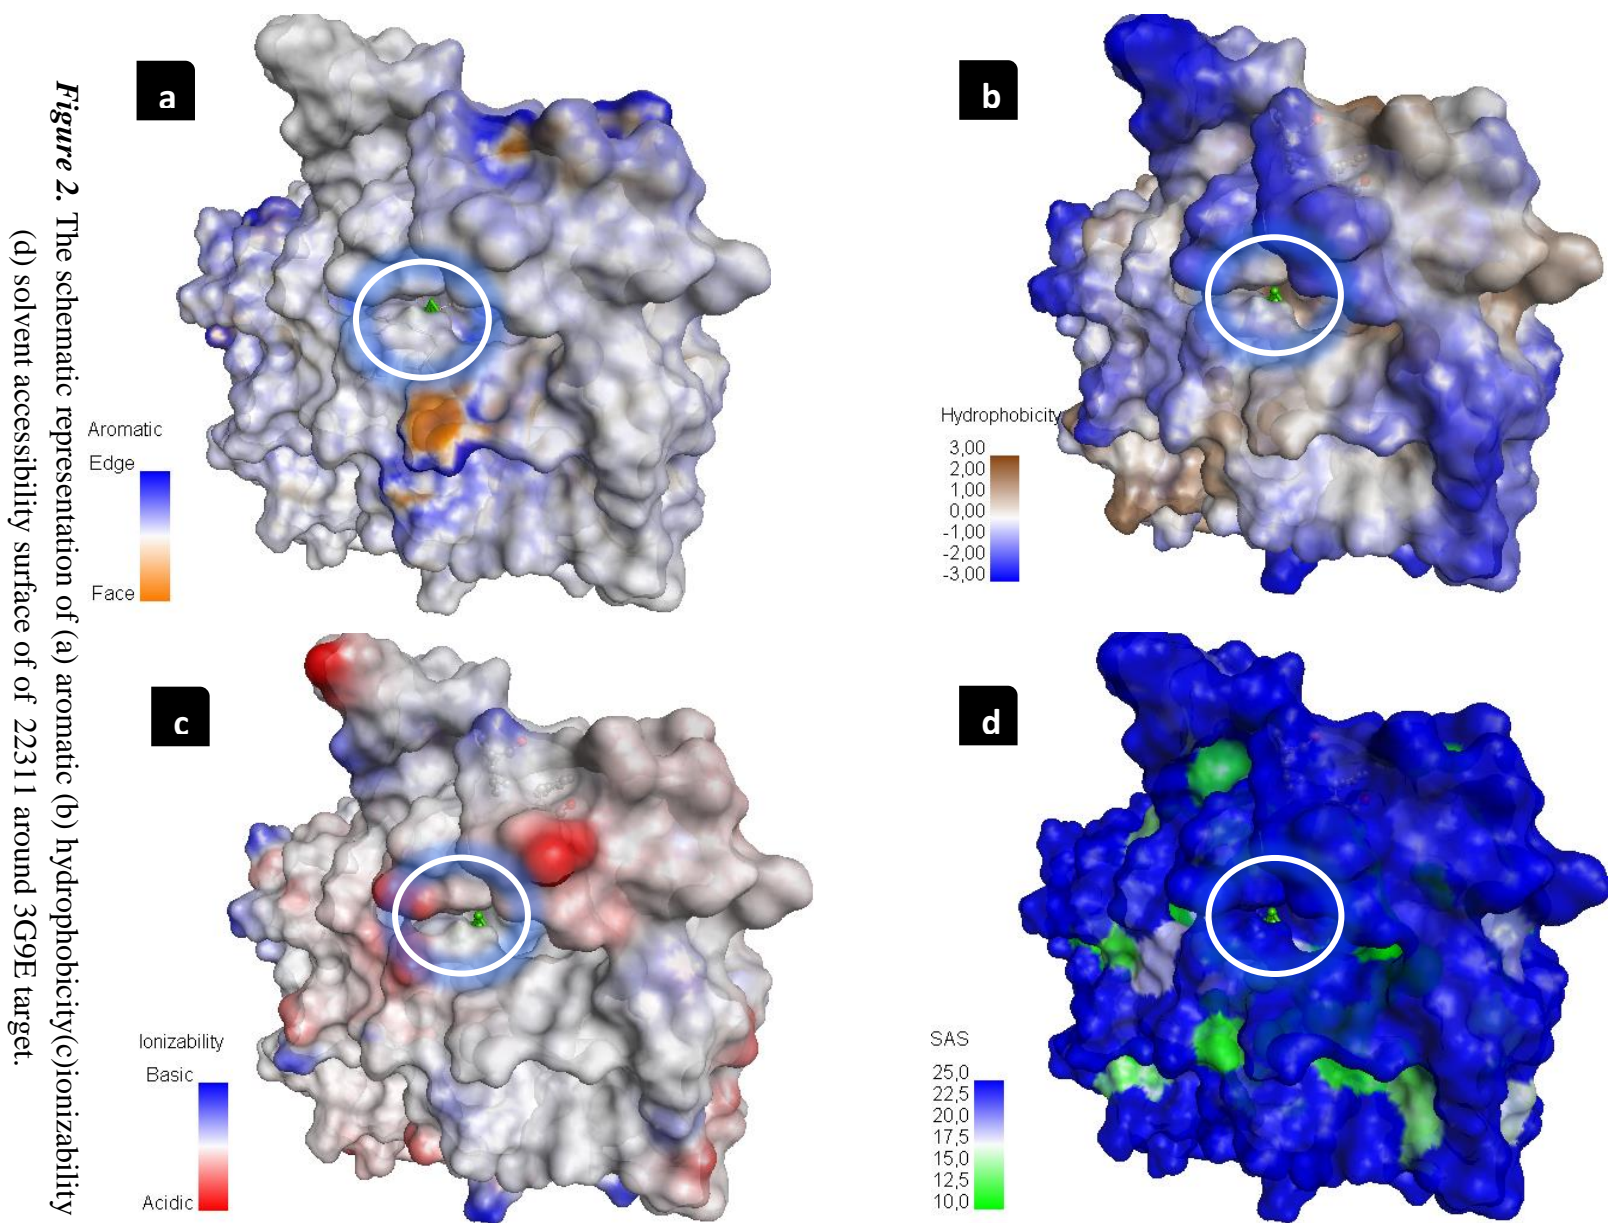 a
Aromatic
Edge
Face
b
Hydrophobicity
3,00
2,00
1,00
0,00
-1,00
-2,00
-3,00
c
Ionizability
Basic
Acidic
d
SAS
25,0
22,5
20,0
17,5
15,0
12,5
10,0
Figure 2. The schematic representation of (a) aromatic (b) hydrophobicity(c)ionizability
(d) solvent accessibility surface of of 22311 around 3G9E target.